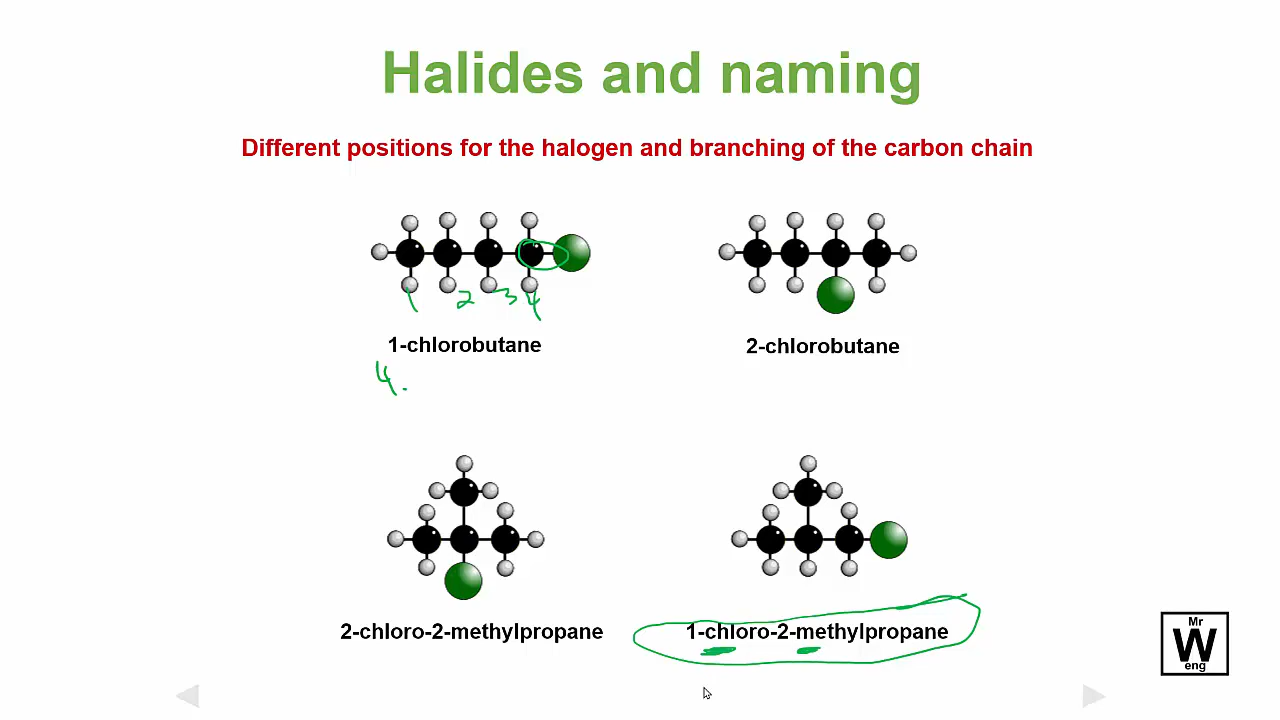 Halides and naming
Different positions for the halogen and branching of the carbon chain
1 2 3 4
1-chlorobutane
2-chlorobutane
4.
2-chloro-2-methylpropane
1-chloro-2-methylpropane
Mr
W
eng